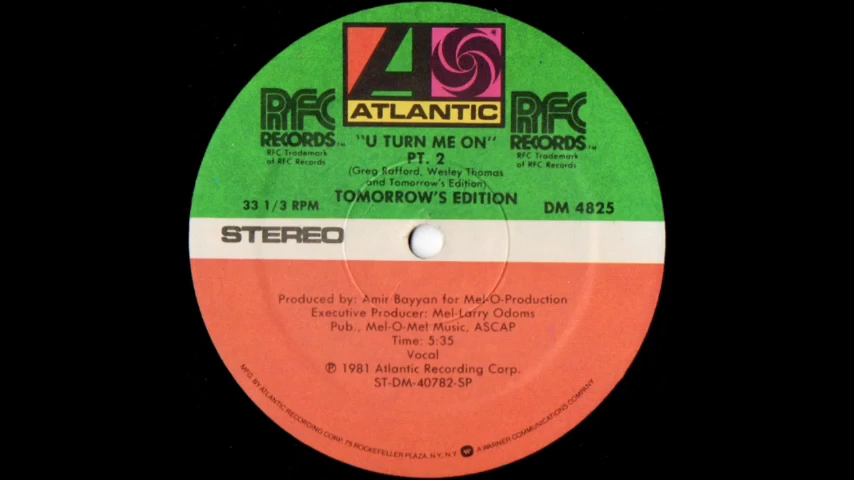 ATLANTIC
RFC
RECORDS™
RFC Trademark
of RFC Records
RFC
RECORDS™
RFC Trademark
of RFC Records
"U TURN ME ON"
PT. 2
(Greg Rafford, Wesley Thomas
and Tomorrow's Edition)
TOMORROW'S EDITION
33 1/3 RPM
DM 4825
STEREO
Produced by: Amir Bayyan for Mel-O-Production
Executive Producer: Mel-Larry Odoms
Pub., Mel-O-Mel Music, ASCAP
Time: 5:35
Vocal
℗ 1981 Atlantic Recording Corp.
ST-DM-40782-SP
MFG. BY ATLANTIC RECORDING CORP., 75 ROCKEFELLER PLAZA, N.Y., N.Y. A WARNER COMMUNICATIONS COMPANY